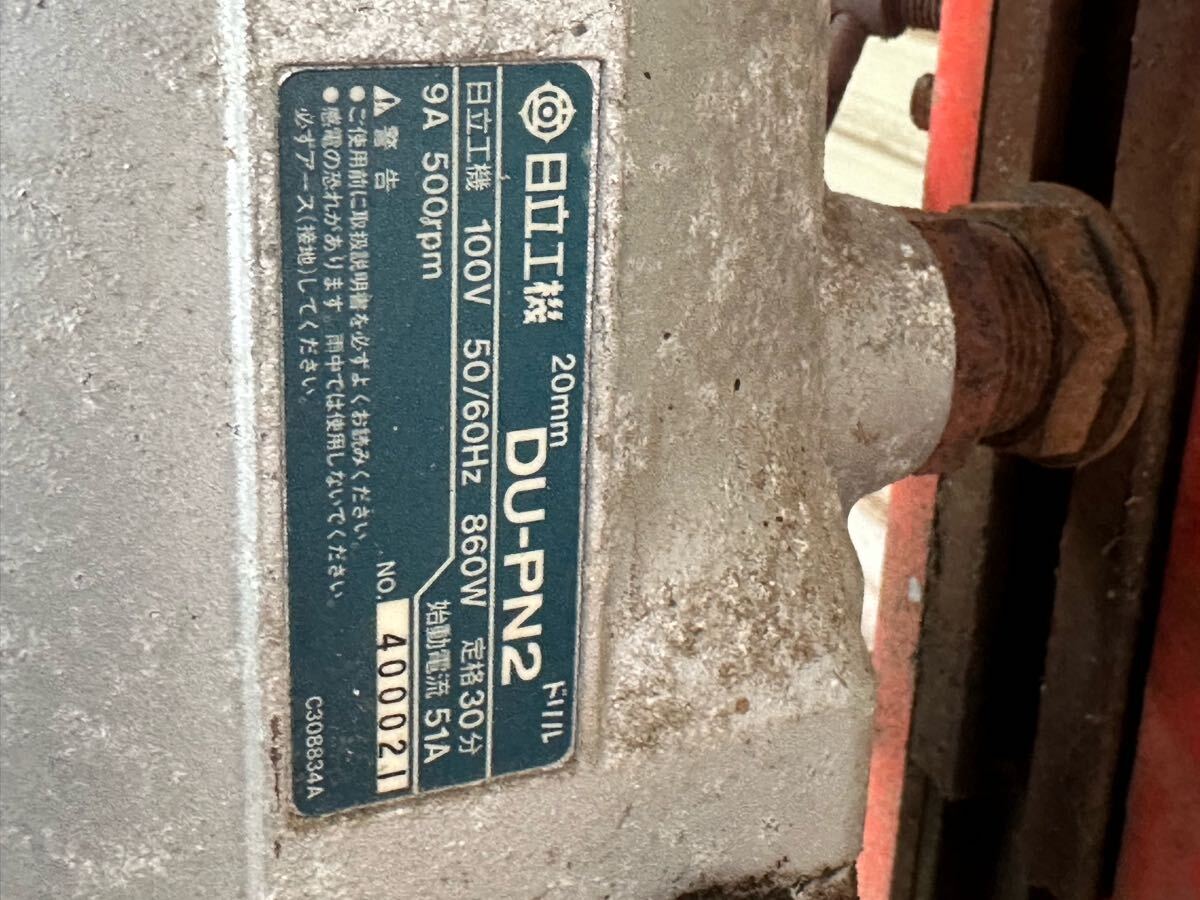 日立工機 20mm DU-PN2 ドリル
日立工機 100V 50/60Hz 860W 定格30分
9A 500rpm 始動電流 51A
警告
●ご使用前に取扱説明書を必ずよくお読みください。
●感電の恐れがあります。雨中では使用しないでください。
必ずアース(接地)してください。
NO. 400021
C308834A